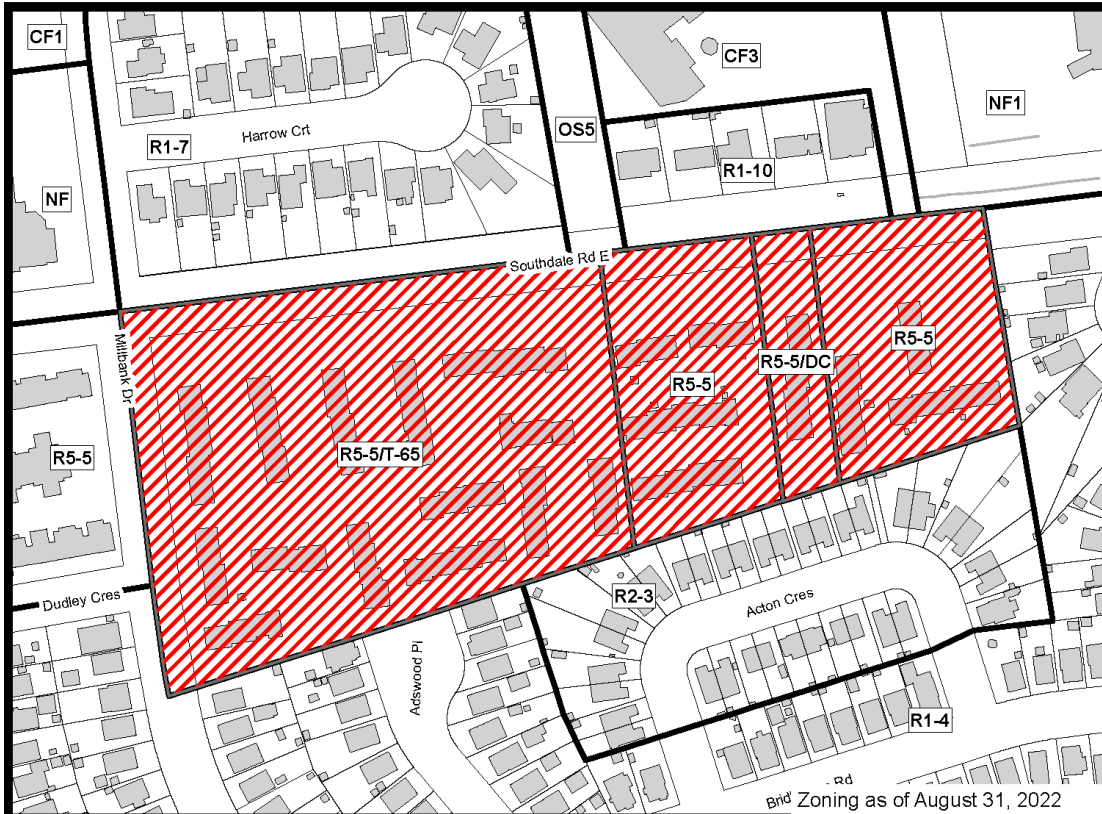 CF1
CF3
NF1
Harrow Crt
OS5
R1-7
R1-10
NF
Southdale Rd E
Millbank Dr
R5-5
R5-5/DC
R5-5
R5-5/T-65
R5-5
Dudley Cres
R2-3
Acton Cres
Adswood Pl
R1-4
Rd
Zoning as of August 31, 2022